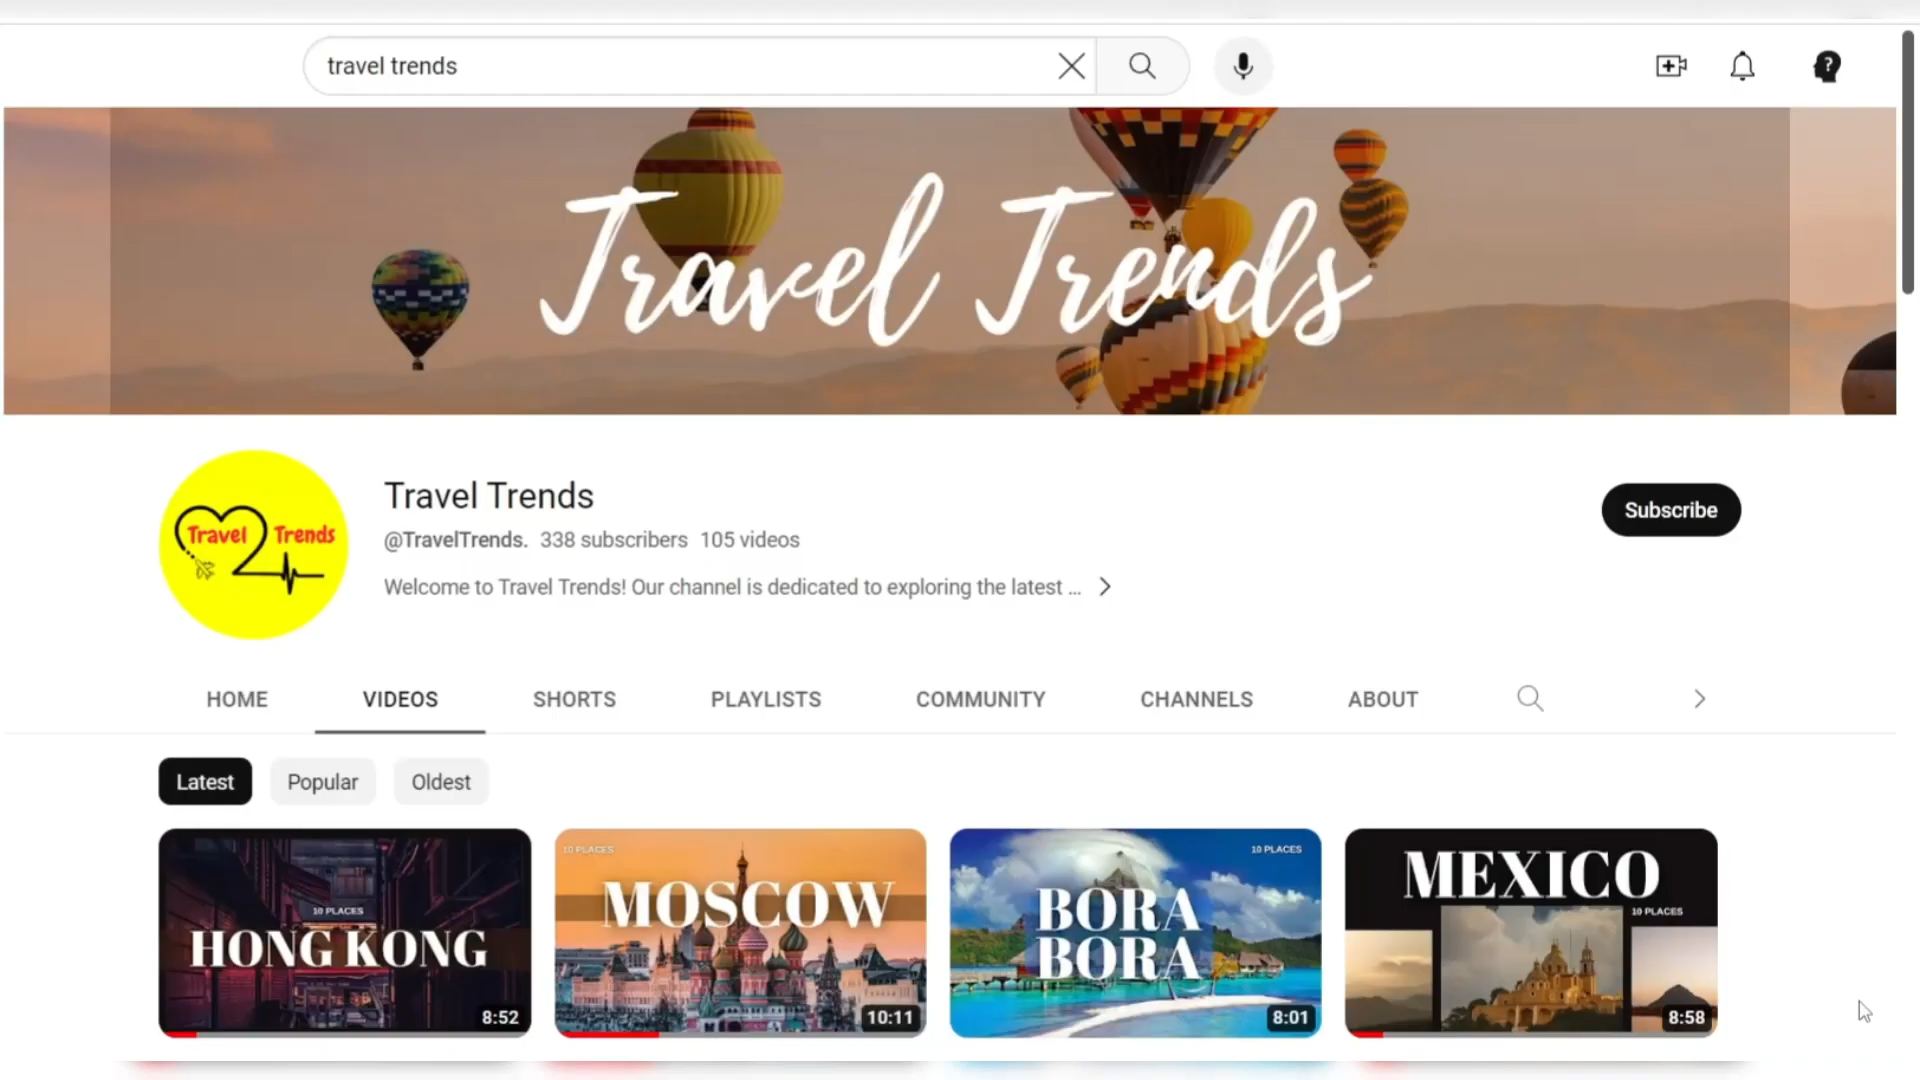 travel trends
Travel Trends
Travel Trends
Travel Trends
@TravelTrends. 338 subscribers 105 videos
Subscribe
Welcome to Travel Trends! Our channel is dedicated to exploring the latest ...
HOME VIDEOS SHORTS PLAYLISTS COMMUNITY CHANNELS ABOUT
Latest Popular Oldest
10 PLACES
HONG KONG
8:52
10 PLACES
MOSCOW
10:11
10 PLACES
BORA
BORA
8:01
MEXICO
10 PLACES
8:58